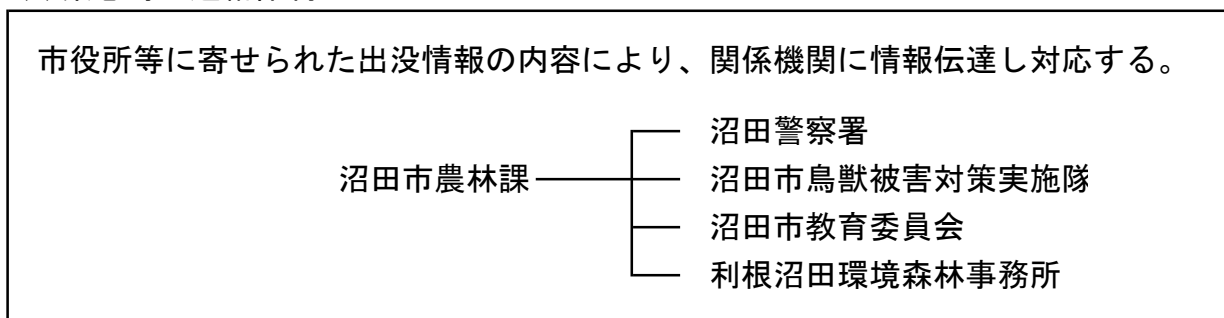 市役所等に寄せられた出没情報の内容により、関係機関に情報伝達し対応する。
沼田警察署
沼田市農林課
沼田市鳥獣被害対策実施隊
沼田市教育委員会
利根沼田環境森林事務所